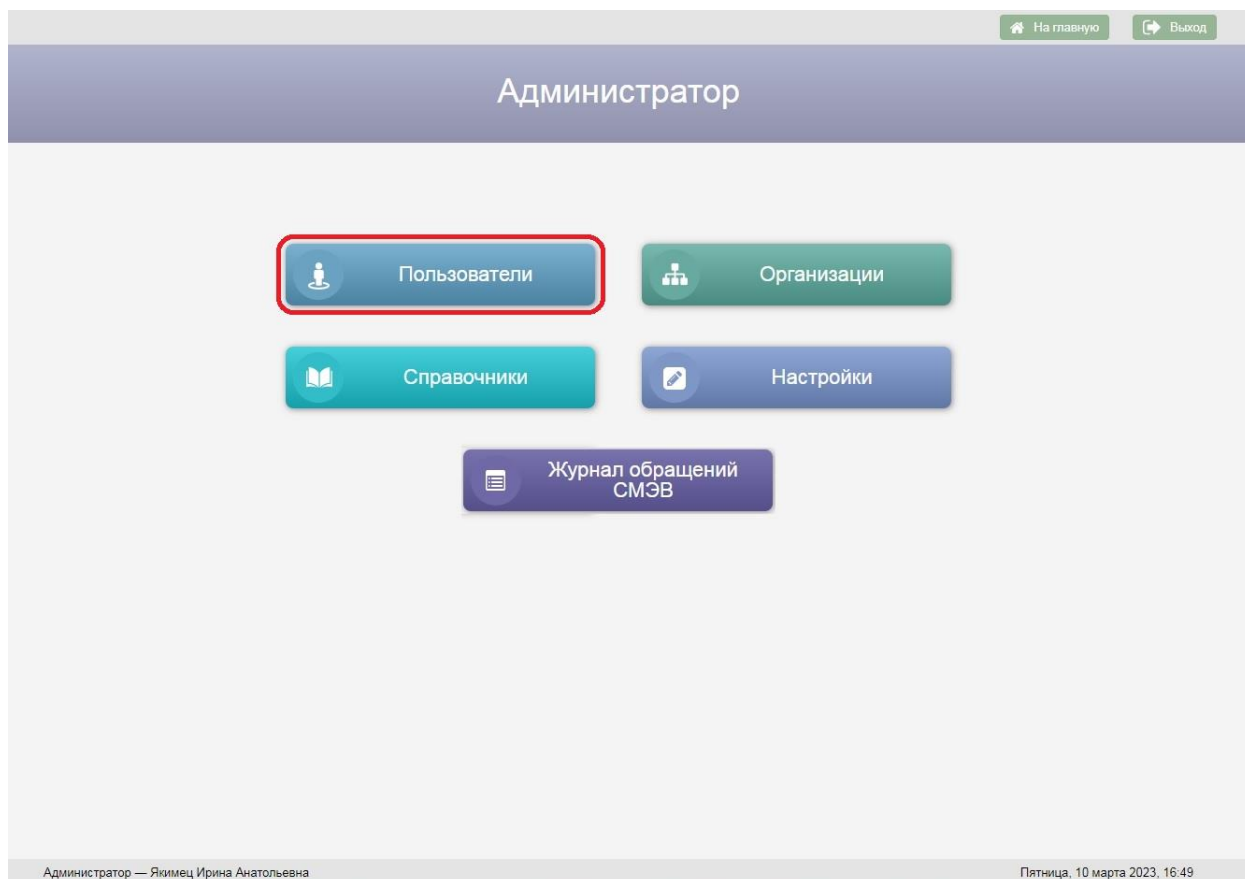 На главную
Выход
Администратор
Пользователи
Организации
Справочники
Настройки
Журнал обращений
СМЭВ
Администратор — Якимец Ирина Анатольевна
Пятница, 10 марта 2023, 16:49